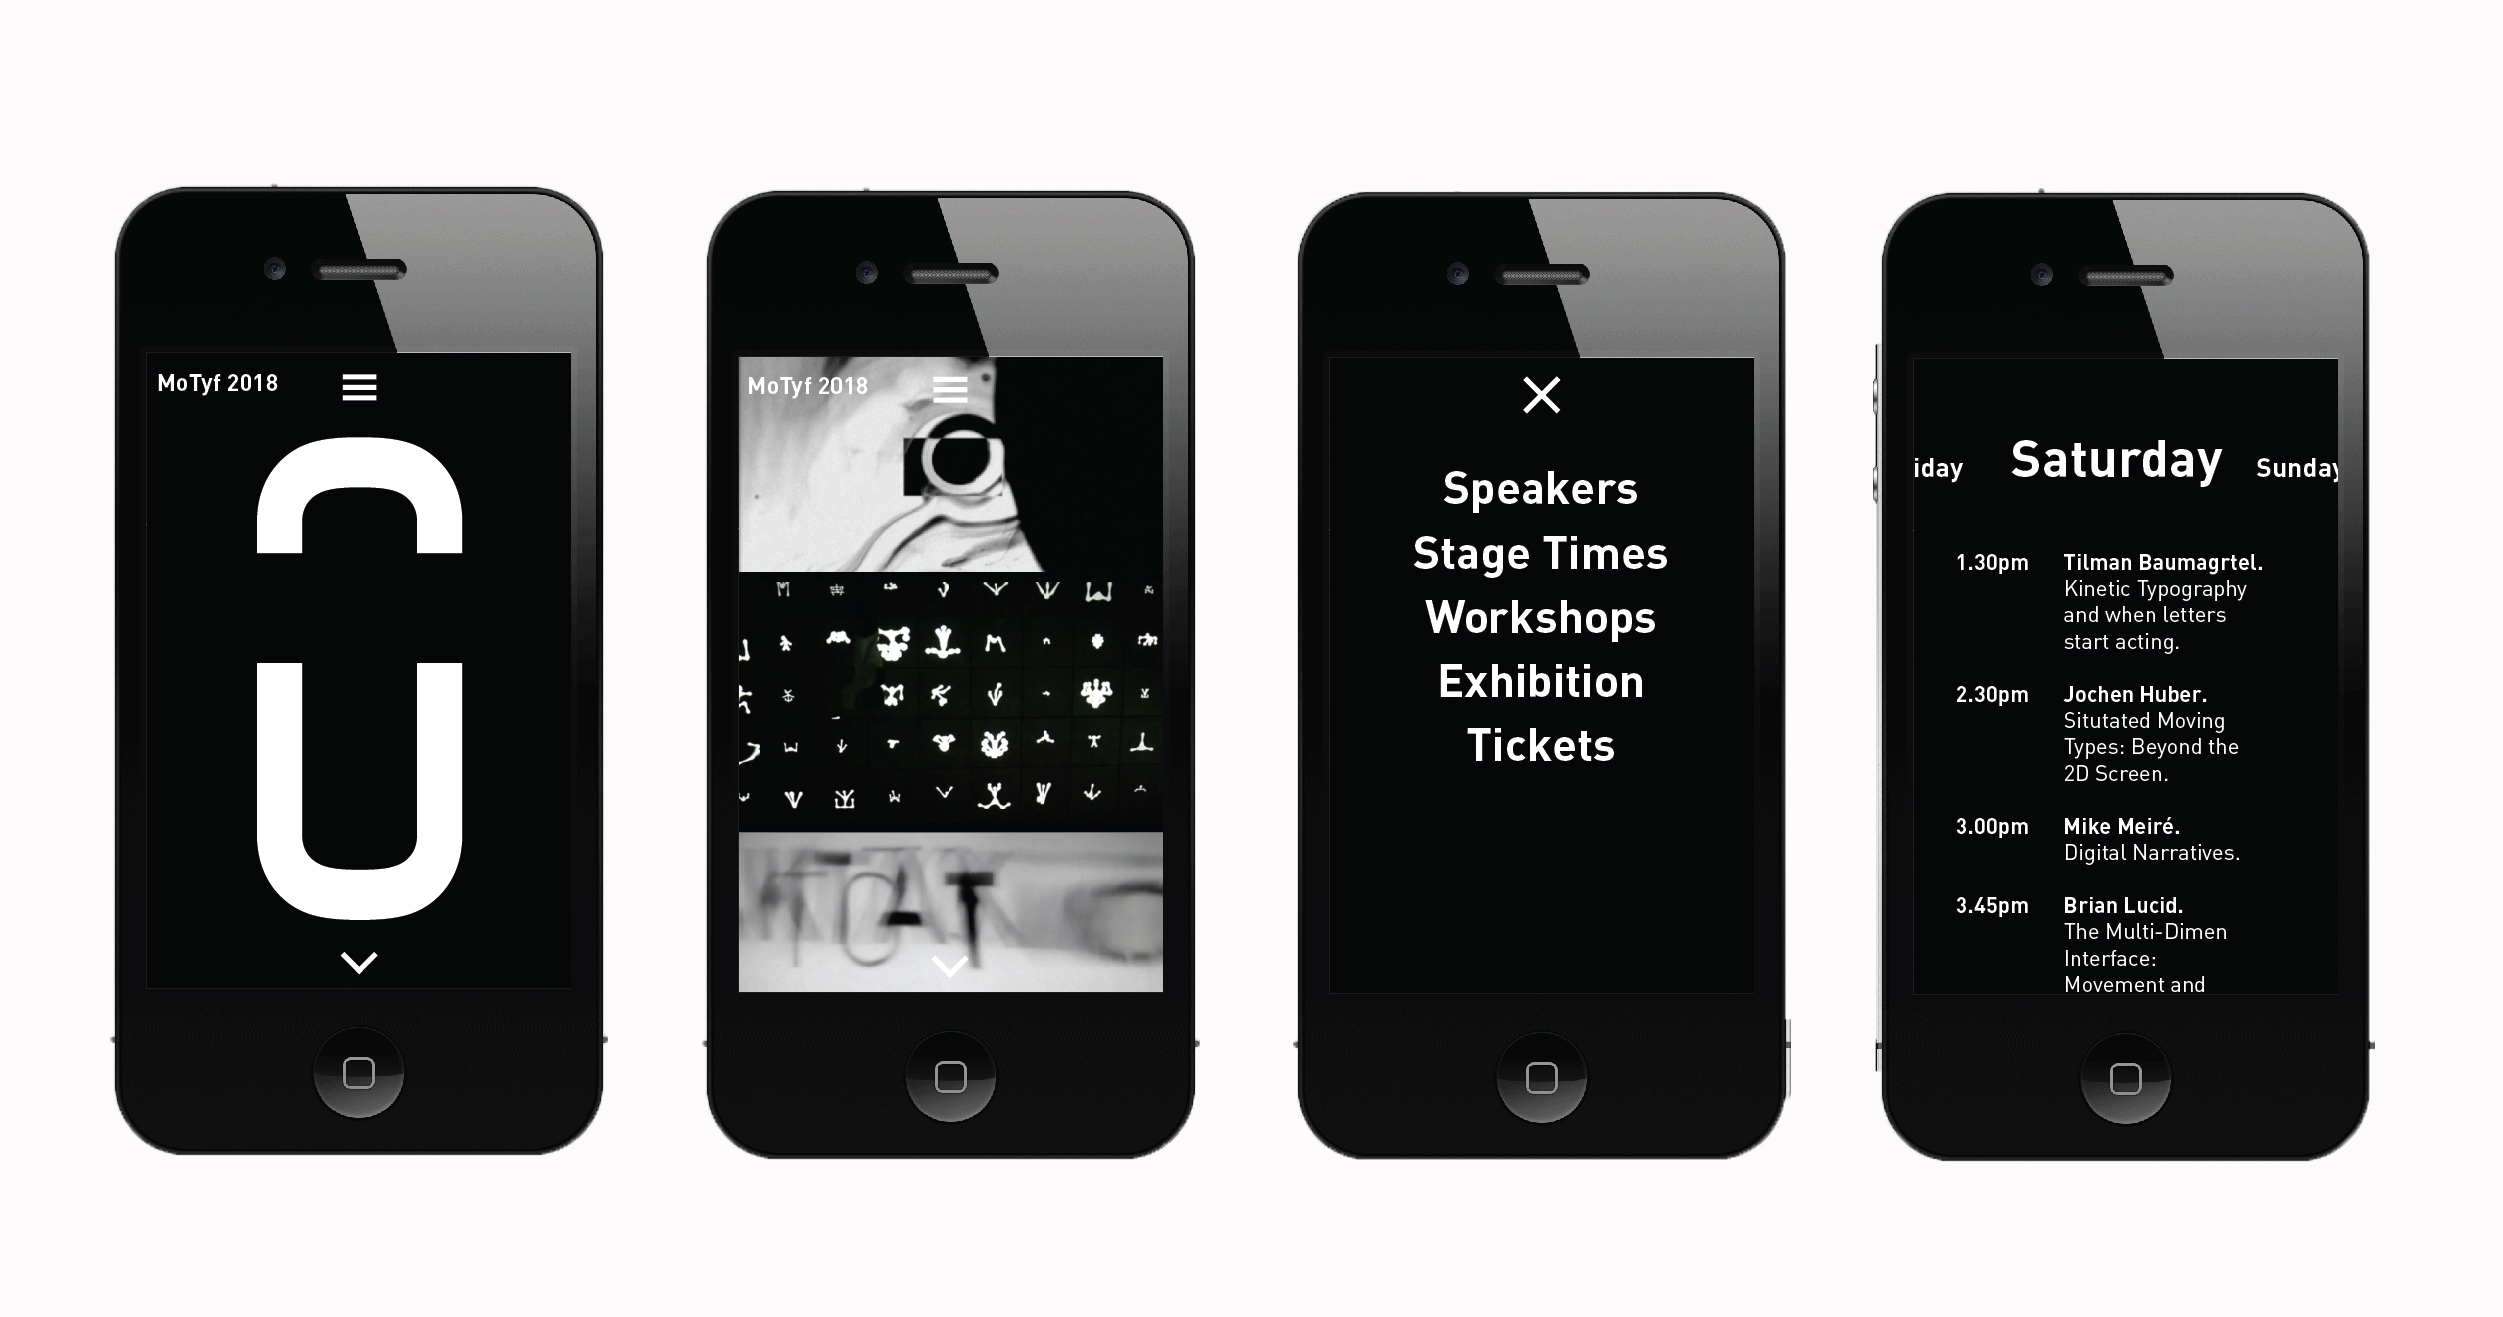 MoTyf 2018
MoTyf 2018
Speakers
Stage Times
Workshops
Exhibition
Tickets
iday Saturday Sunday
1.30pm Tilman Baumagrtel.
Kinetic Typography
and when letters
start acting.
2.30pm Jochen Huber.
Situtated Moving
Types: Beyond the
2D Screen.
3.00pm Mike Meiré.
Digital Narratives.
3.45pm Brian Lucid.
The Multi-Dimen
Interface:
Movement and